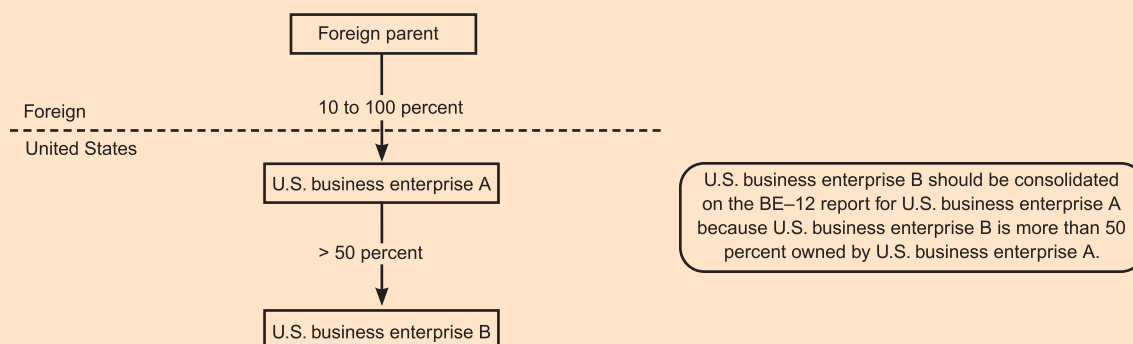 Foreign parent
10 to 100 percent
Foreign
United States
U.S. business enterprise A
> 50 percent
U.S. business enterprise B
U.S. business enterprise B should be consolidated
on the BE–12 report for U.S. business enterprise A
because U.S. business enterprise B is more than 50
percent owned by U.S. business enterprise A.